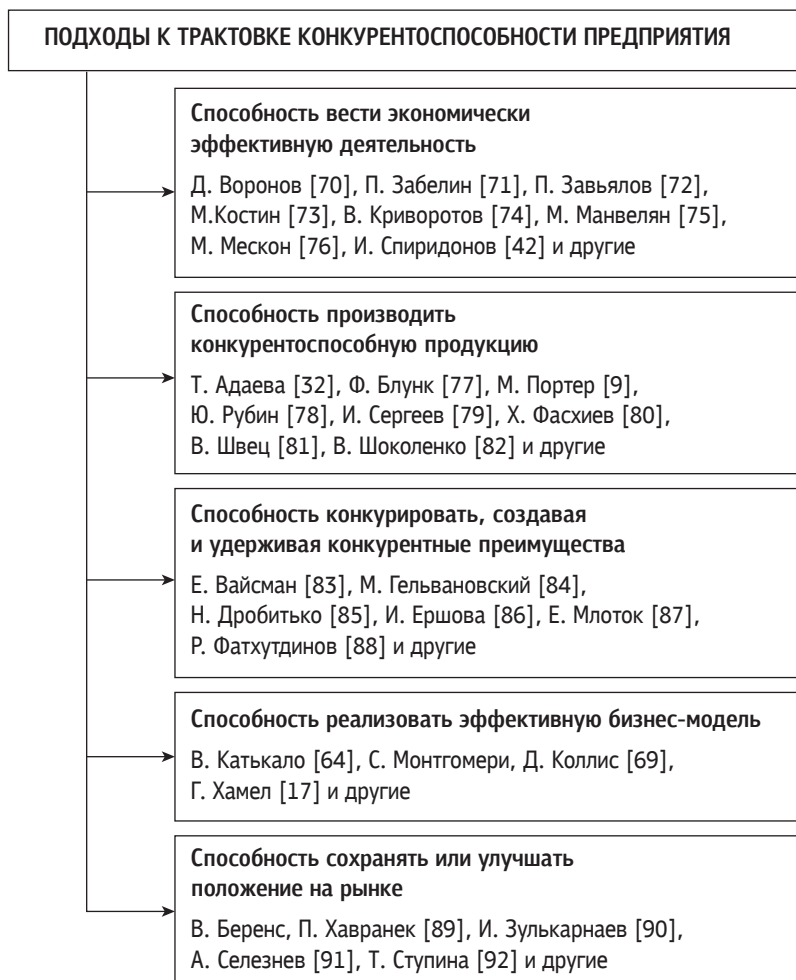 ПОДХОДЫ К ТРАКТОВКЕ КОНКУРЕНТОСПОСОБНОСТИ ПРЕДПРИЯТИЯ
Способность вести экономически
эффективную деятельность
Д. Воронов [70], П. Забелин [71], П. Завьялов [72],
М.Костин [73], В. Криворотов [74], М. Манвелян [75],
М. Мескон [76], И. Спиридонов [42] и другие
Способность производить
конкурентоспособную продукцию
Т. Адаева [32], Ф. Блунк [77], М. Портер [9],
Ю. Рубин [78], И. Сергеев [79], Х. Фасхиев [80],
В. Швец [81], В. Шоколенко [82] и другие
Способность конкурировать, создавая
и удерживая конкурентные преимущества
Е. Вайсман [83], М. Гельвановский [84],
Н. Дробитько [85], И. Ершова [86], Е. Млоток [87],
Р. Фатхутдинов [88] и другие
Способность реализовать эффективную бизнес-модель
В. Катькало [64], С. Монтгомери, Д. Коллис [69],
Г. Хамел [17] и другие
Способность сохранять или улучшать
положение на рынке
В. Беренс, П. Хавранек [89], И. Зулькарнаев [90],
А. Селезнев [91], Т. Ступина [92] и другие